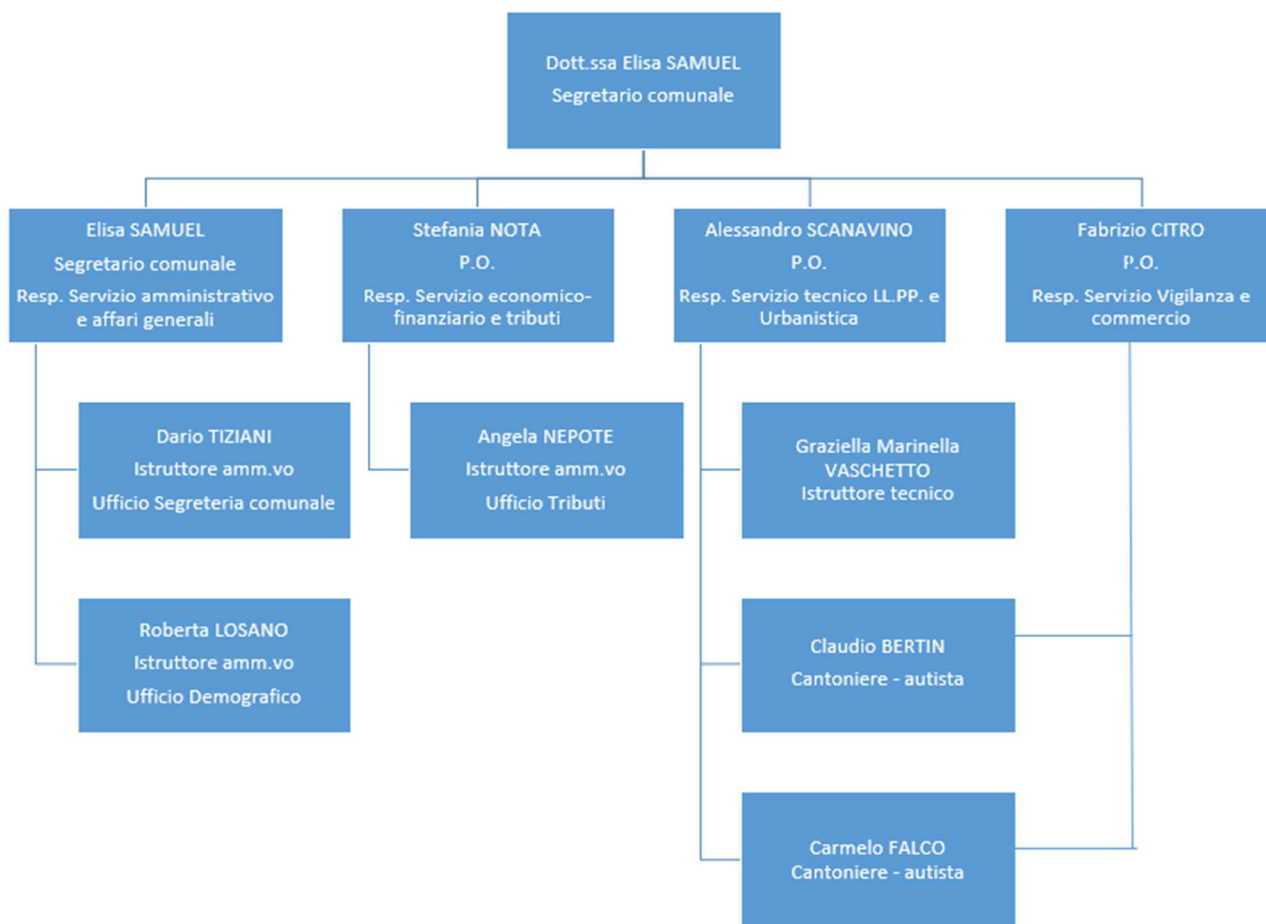 Dott.ssa Elisa SAMUEL
Segretario comunale
Elisa SAMUEL
Segretario comunale
Resp. Servizio amministrativo
e affari generali
Stefania NOTA
P.O.
Resp. Servizio economico-
finanziario e tributi
Alessandro SCANAVINO
P.O.
Resp. Servizio tecnico LL.PP. e
Urbanistica
Fabrizio CITRO
P.O.
Resp. Servizio Vigilanza e
commercio
Dario TIZIANI
Istruttore amm.vo
Ufficio Segreteria comunale
Angela NEPOTE
Istruttore amm.vo
Ufficio Tributi
Graziella Marinella
VASCHETTO
Istruttore tecnico
Roberta LOSANO
Istruttore amm.vo
Ufficio Demografico
Claudio BERTIN
Cantoniere - autista
Carmelo FALCO
Cantoniere - autista